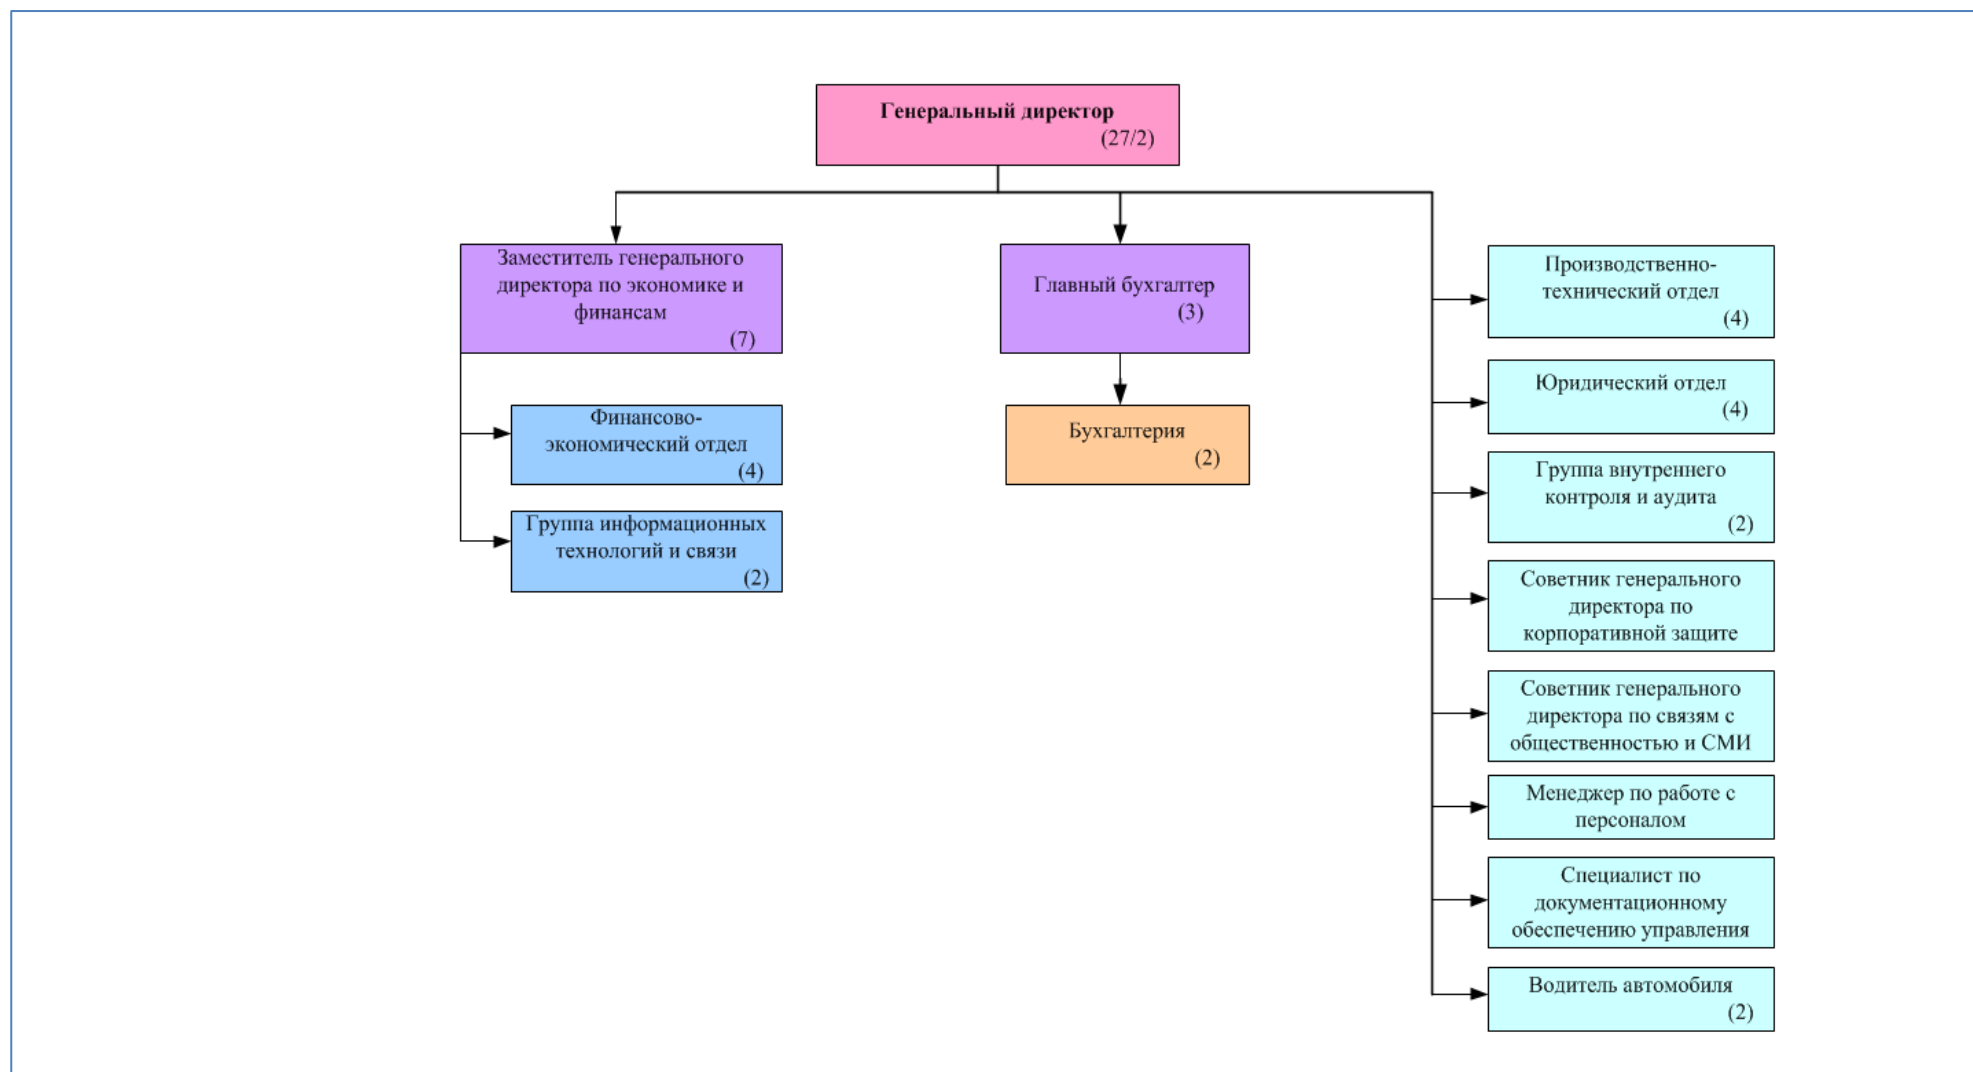 Генеральный директор
(27/2)
Заместитель генерального
директора по экономике и
финансам
(7)
Финансово-
экономический отдел
(4)
Группа информационных
технологий и связи
(2)
Главный бухгалтер
(3)
Бухгалтерия
(2)
Производственно-
технический отдел
(4)
Юридический отдел
(4)
Группа внутреннего
контроля и аудита
(2)
Советник генерального
директора по
корпоративной защите
Советник генерального
директора по связям с
общественностью и СМИ
Менеджер по работе с
персоналом
Специалист по
документационному
обеспечению управления
Водитель автомобиля
(2)